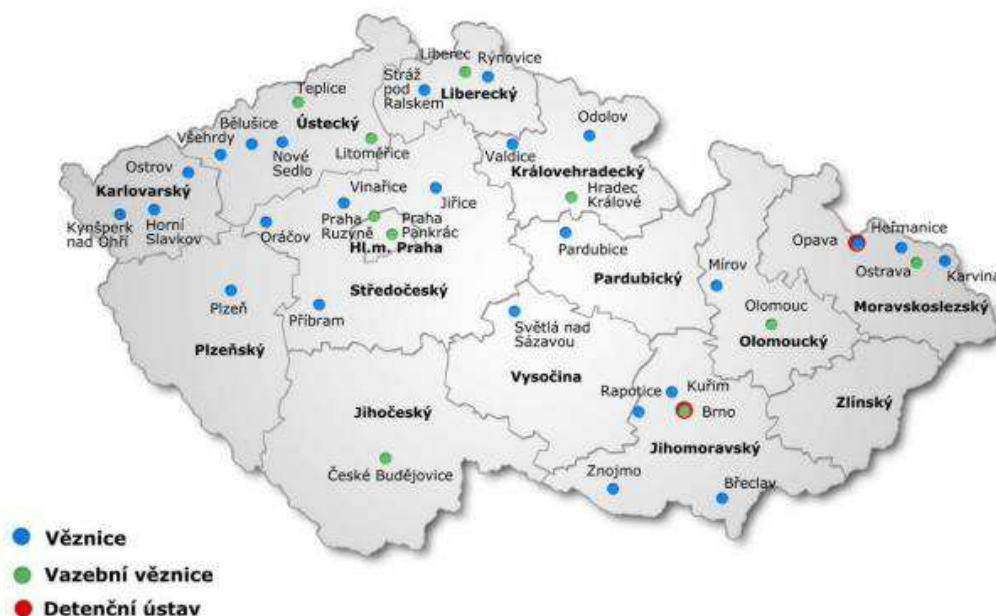 Liberec
Rýnovice
Stráž
pod
Ralskem
Liberecký
Teplice
Ústecký
Odolov
Všehrdy
Bělušice
Nové
Sedlo
Litoměřice
Valdice
Královehradecký
Ostrov
Karlovarský
Vinařice
Jiřice
Hradec
Králové
Kynšperk
nad Ohří
Horní
Slavkov
Oráčov
Praha
Ruzyně
Praha
Pankrác
Hl.m. Praha
Pardubice
Pardubický
Opava
Heřmanice
Ostrava
Karviná
Mírov
Moravskoslezský
Plzeň
Příbram
Středočeský
Světlá nad
Sázavou
Olomouc
Olomoucký
Plzeňský
Vysočina
Rapotice
Kuřim
Brno
Zlínský
Jihočeský
Jihomoravský
České Budějovice
Znojmo
Břeclav
Věznice
Vazební věznice
Detenční ústav